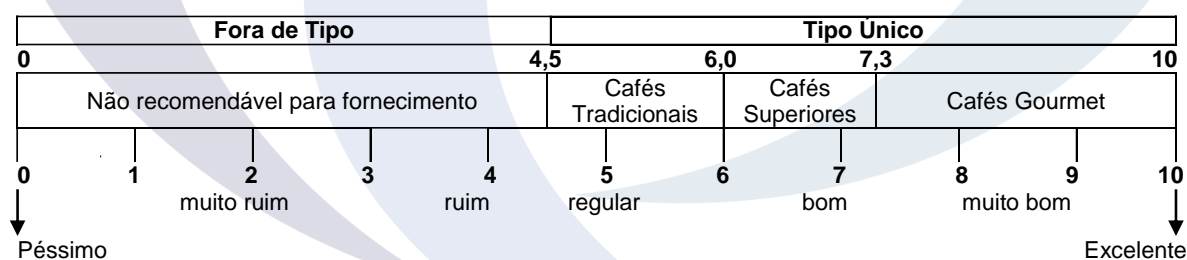 Fora de Tipo Tipo Único
0 4,5 6,0 7,3 10
Não recomendável para fornecimento Cafés Tradicionais Cafés Superiores Cafés Gourmet
0 1 2 3 4 5 6 7 8 9 10
muito ruim ruim regular bom muito bom
Péssimo Excelente